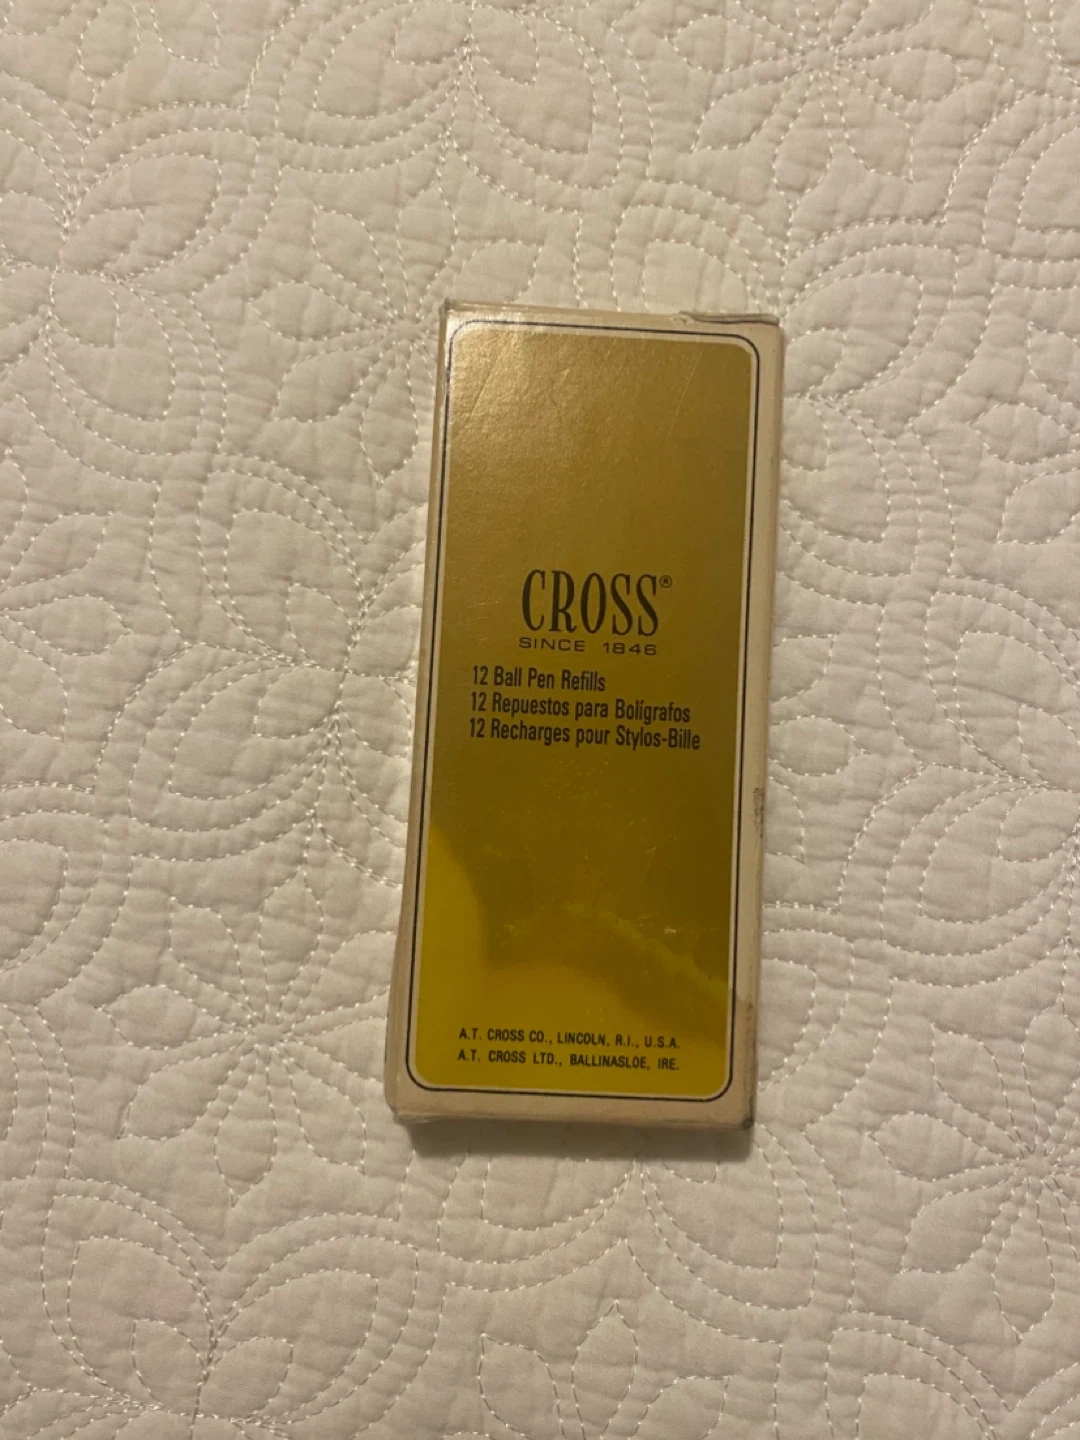 CROSS®
SINCE 1846
12 Ball Pen Refills
12 Repuestos para Bolígrafos
12 Recharges pour Stylos-Bille
A.T. CROSS CO., LINCOLN, R.I., U.S.A.
A.T. CROSS LTD., BALLINASLOE, IRE.